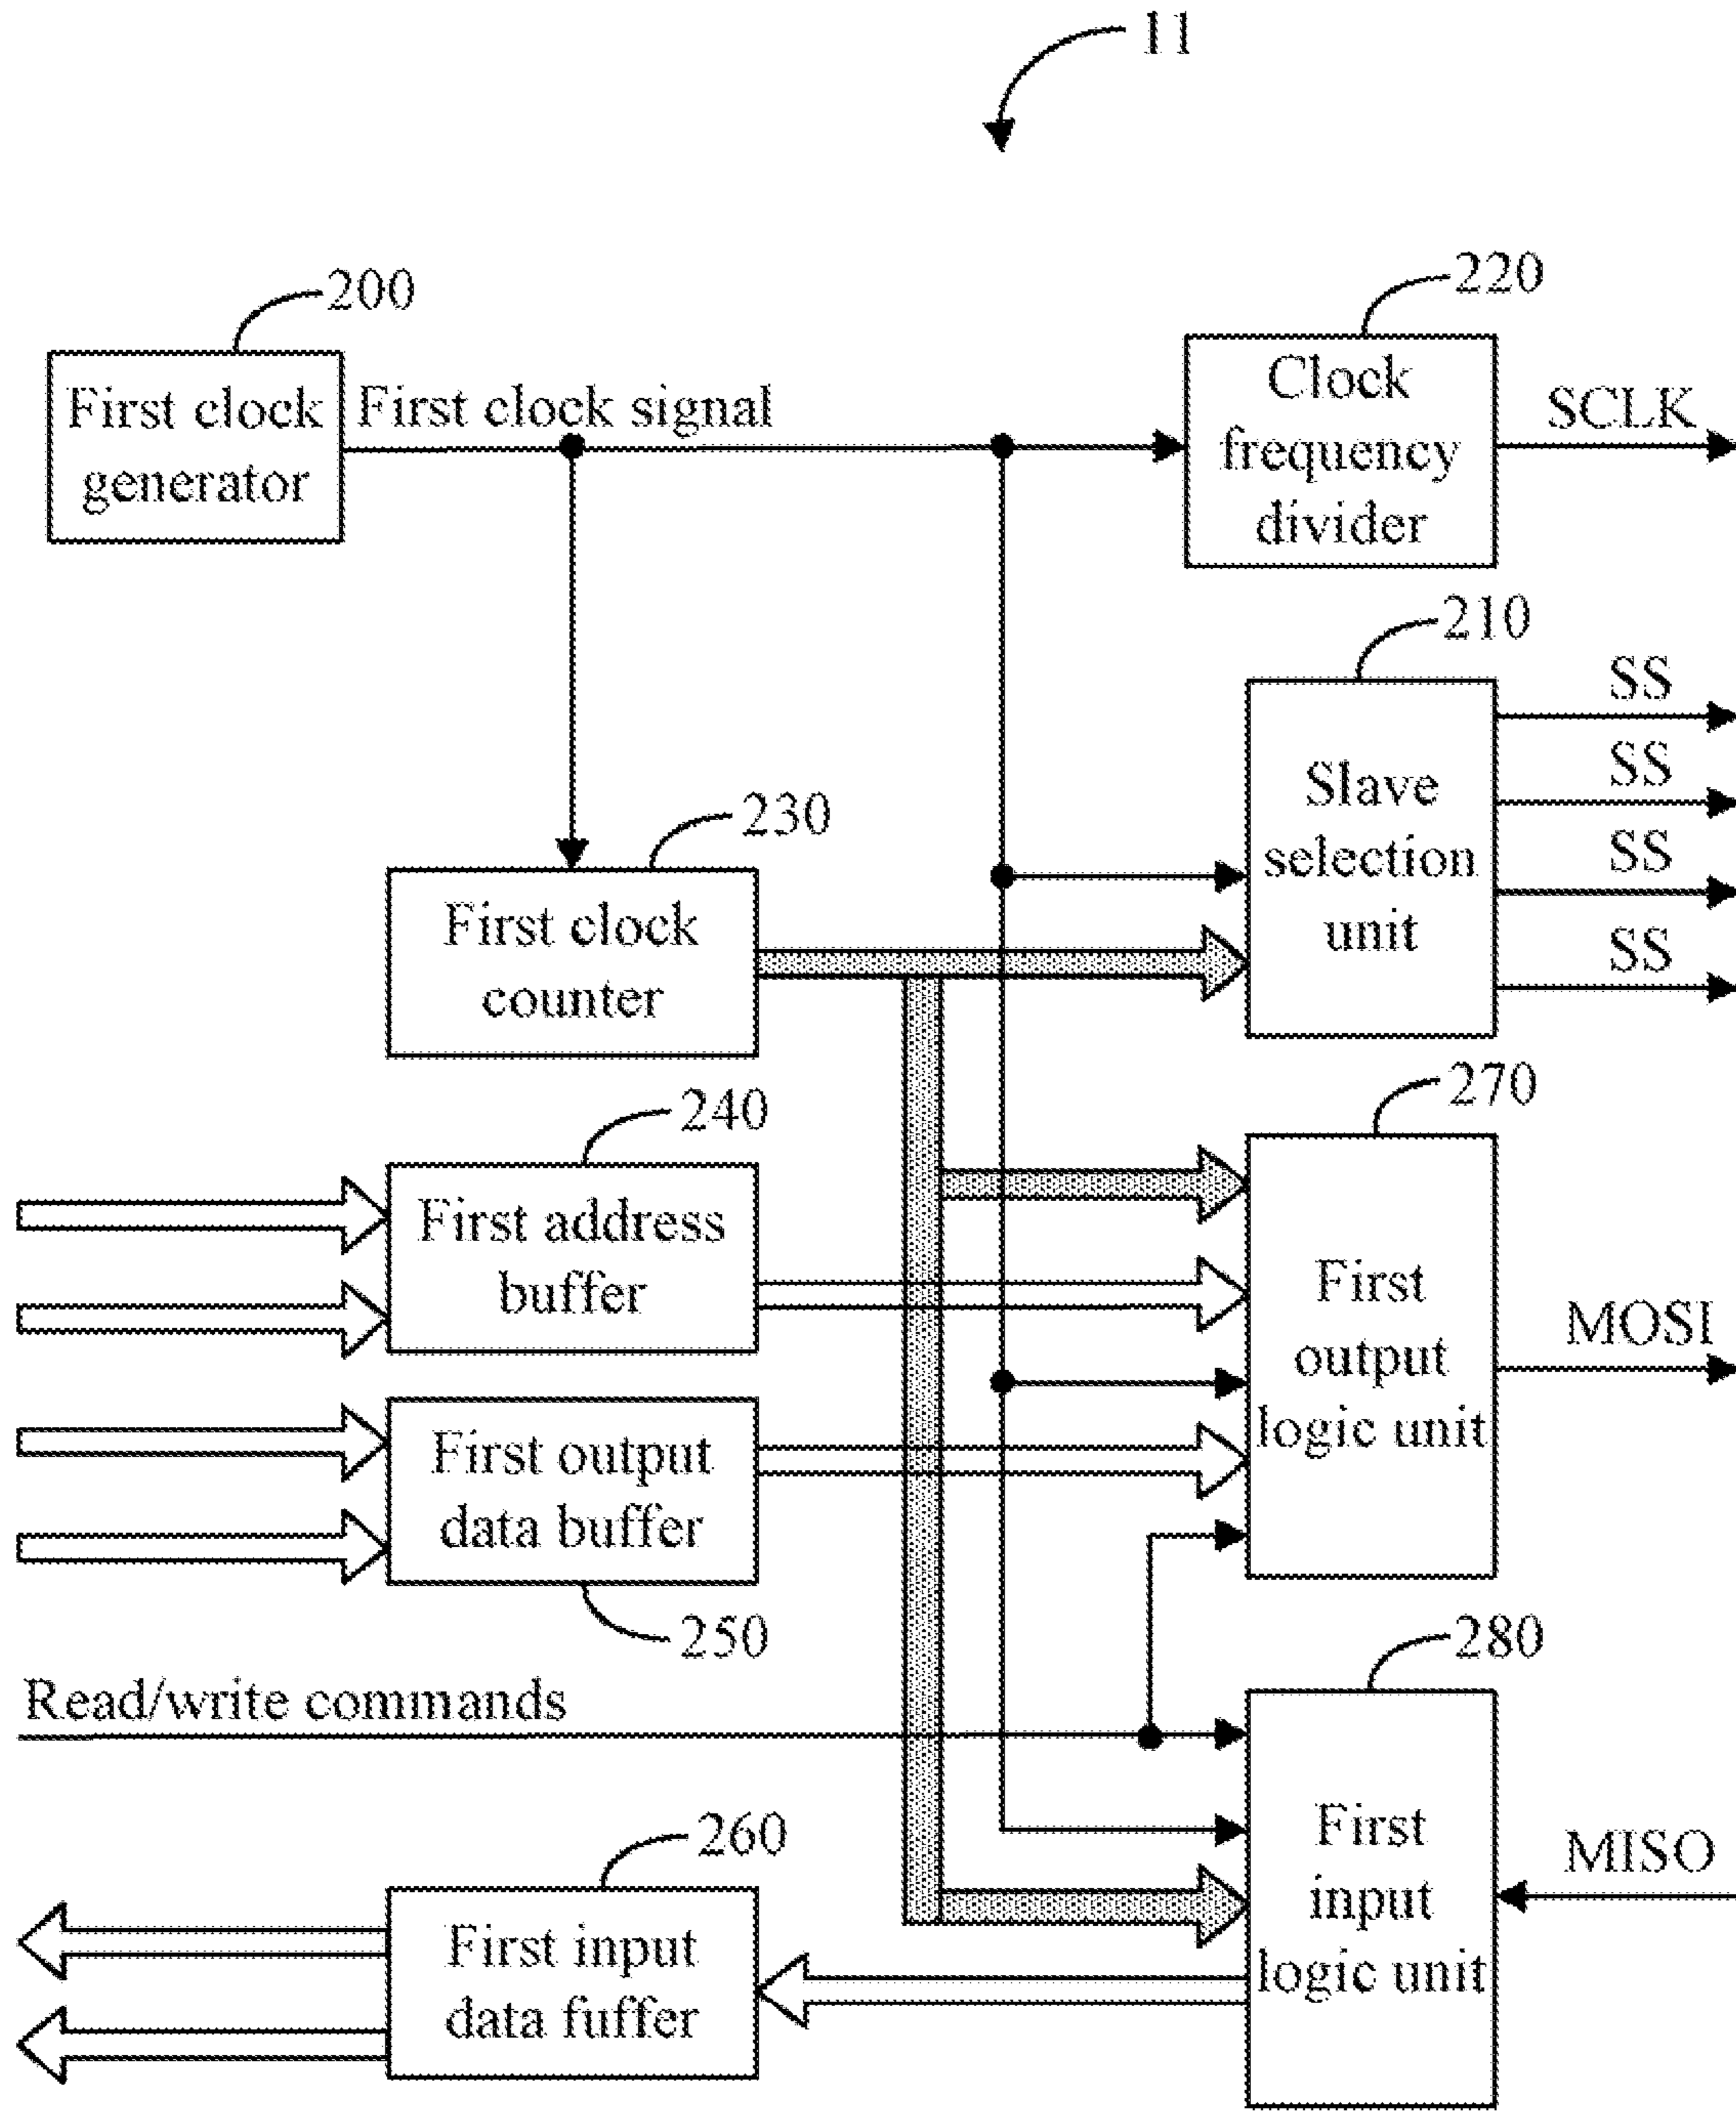 11
200
220
First clock
generator
First clock signal
Clock
frequency
divider
SCLK
210
SS
SS
SS
SS
Slave
selection
unit
230
First clock
counter
240
270
First address
buffer
First
output
logic unit
MOSI
First output
data buffer
250
280
Read/write commands
260
First
input
logic unit
MISO
First input
data fuffer